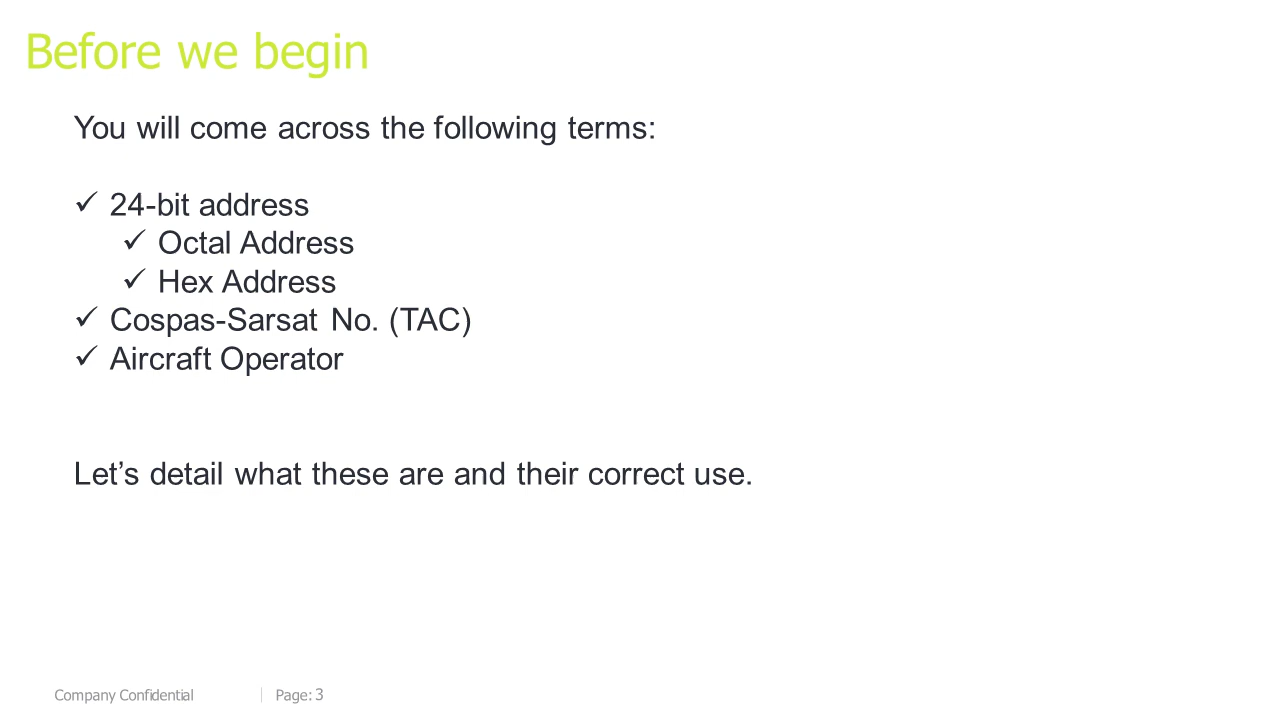 Before we begin
You will come across the following terms:
✓ 24-bit address
✓ Octal Address
✓ Hex Address
✓ Cospas-Sarsat No. (TAC)
✓ Aircraft Operator
Let’s detail what these are and their correct use.
Company Confidential | Page: 3